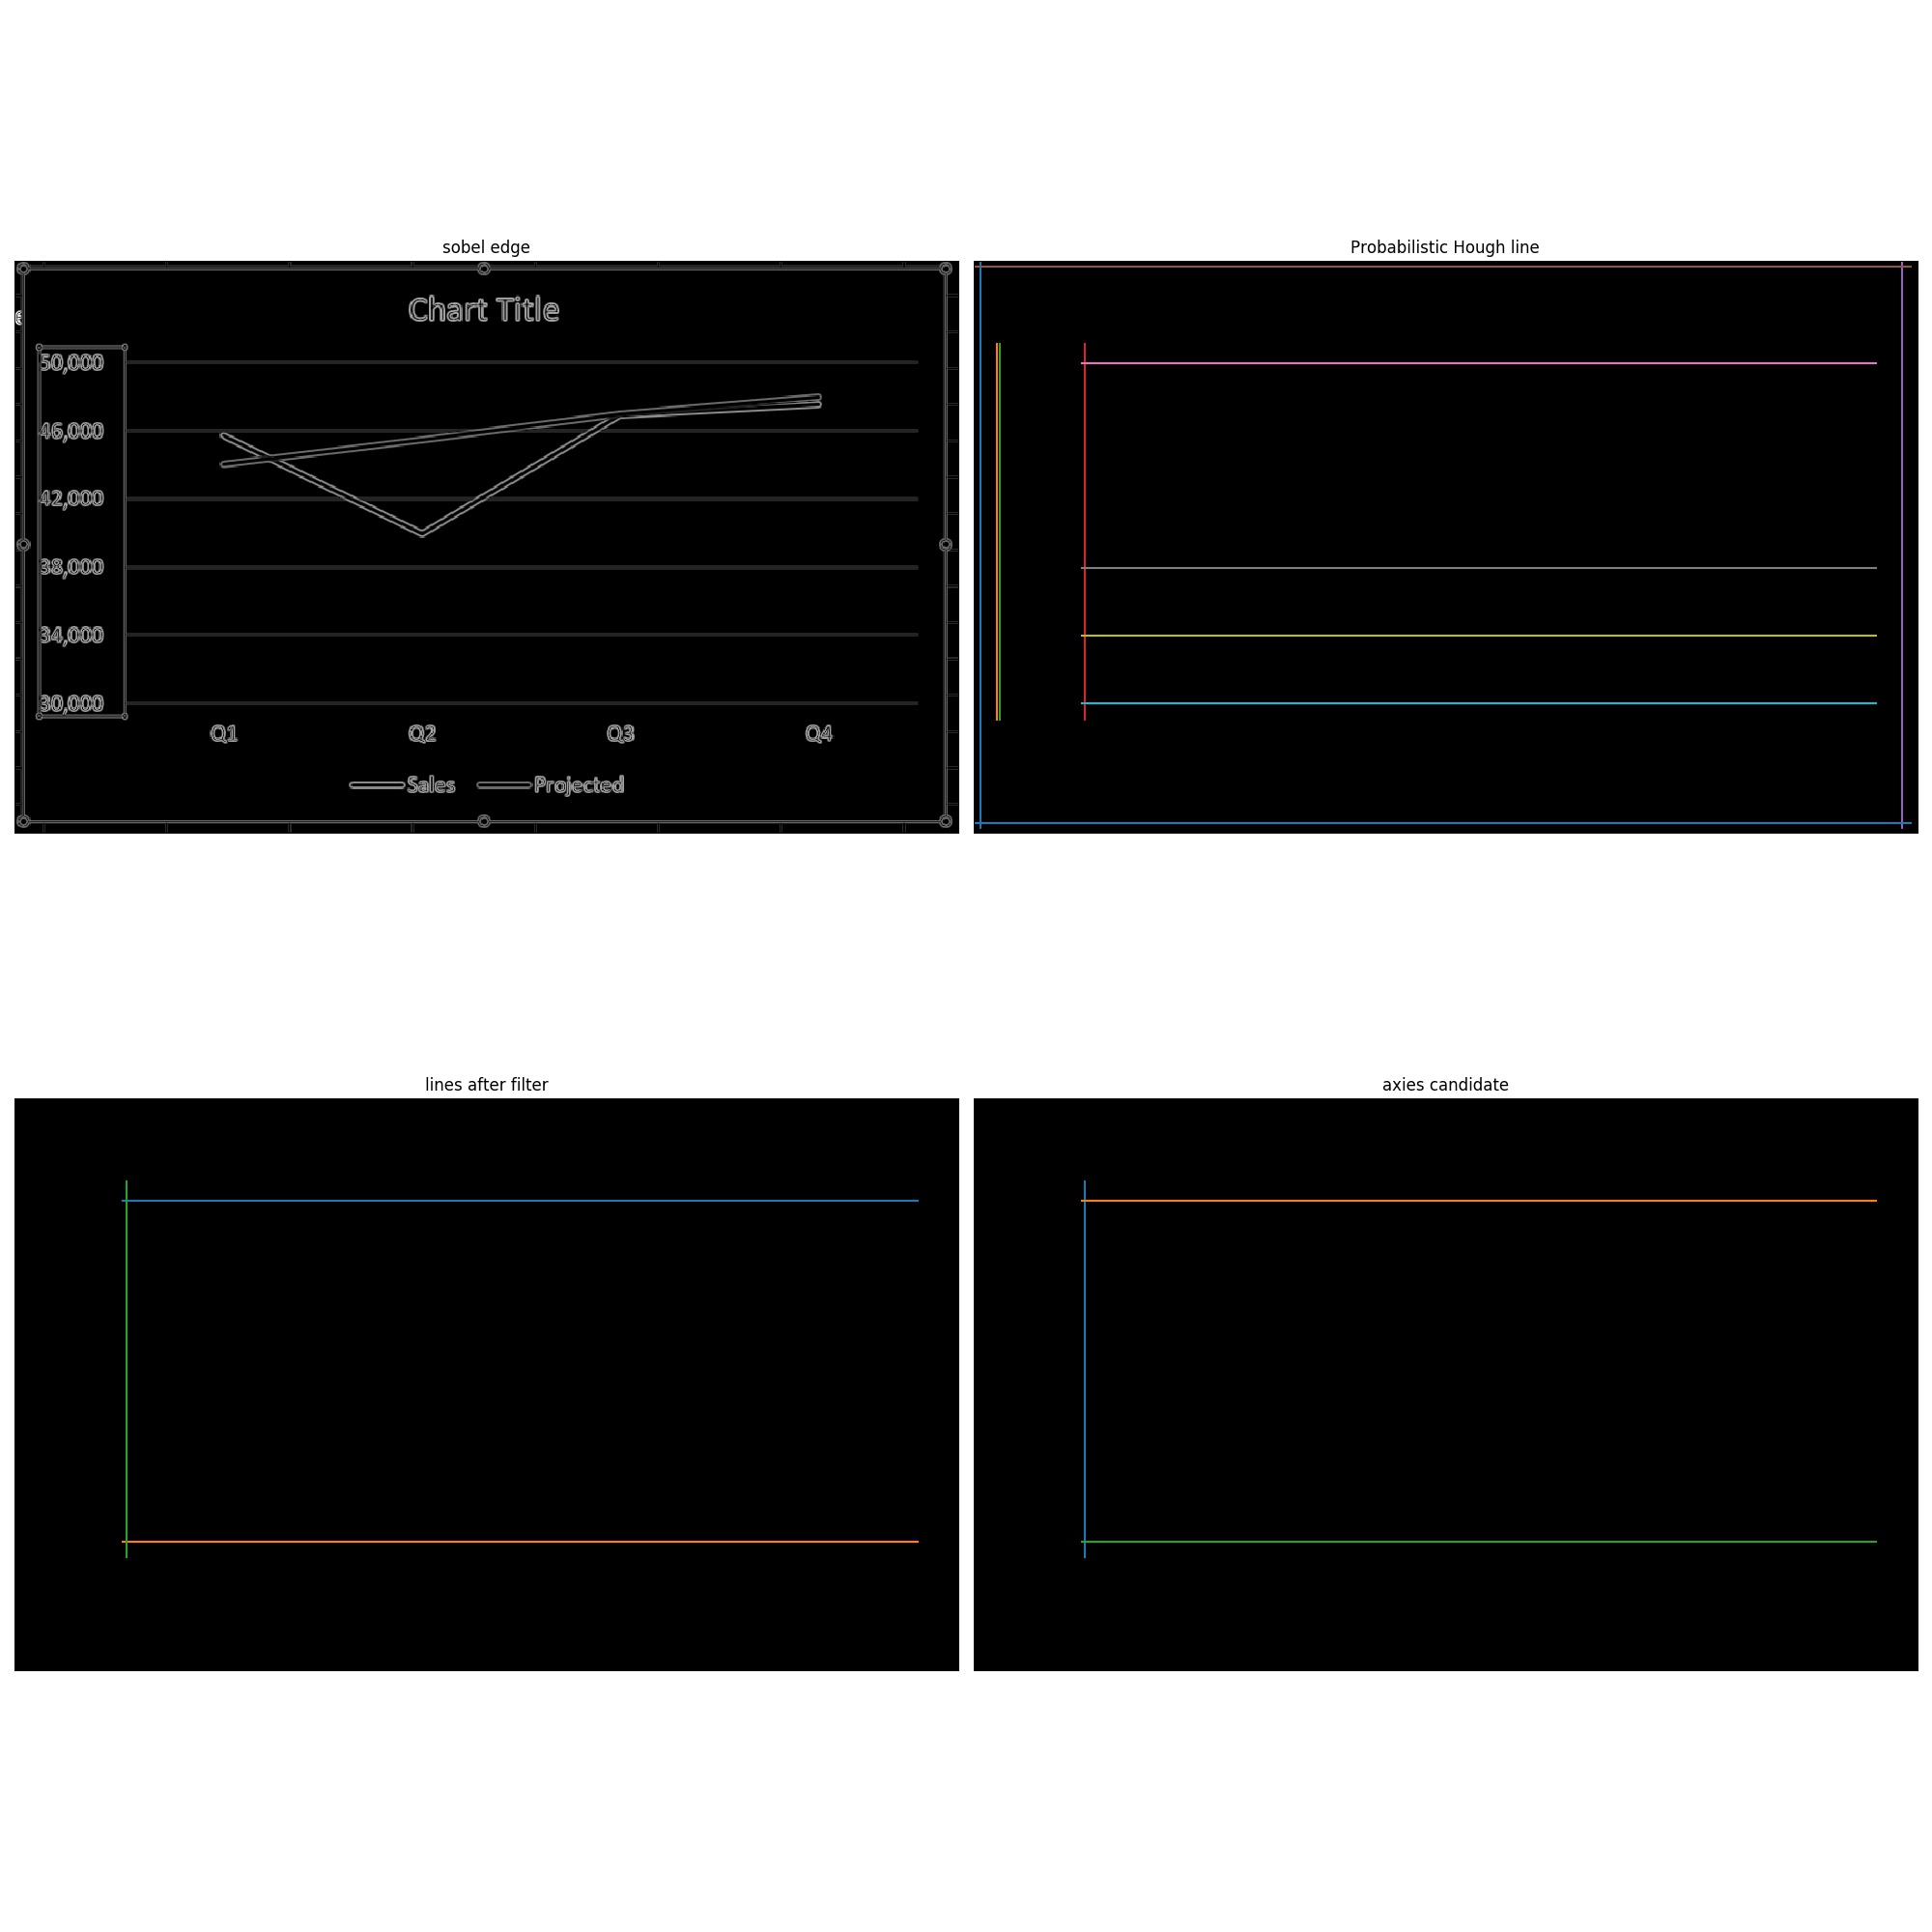 sobel edge
Probabilistic Hough line
Chart Title
50,000
46,000
42,000
38,000
34,000
30,000
Q1 Q2 Q3 Q4
Sales Projected
lines after filter
axies candidate